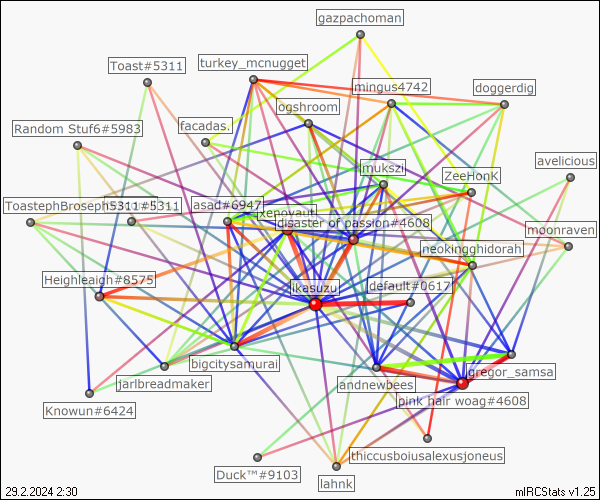 gazpachoman
turkey_mcnugget
Toast#5311
mingus4742
doggerdig
ogshroom
facadas.
Random Stuf6#5983
avelicious
mukszi
ZeeHonK
asad#6947
ToastephBroseph5311#5311
xenovaut
disaster of passion#4608
moonraven
neokingghidorah
Heighleaigh#8575
ikasuzu
default#0617
bigcitysamurai
gregor_samsa
jarlbreadmaker
andnewbees
pink hair woag#4608
Knowun#6424
thiccusboiusalexusjoneus
Duck™#9103
lahnk
29.2.2024 2:30
mIRCStats v1.25